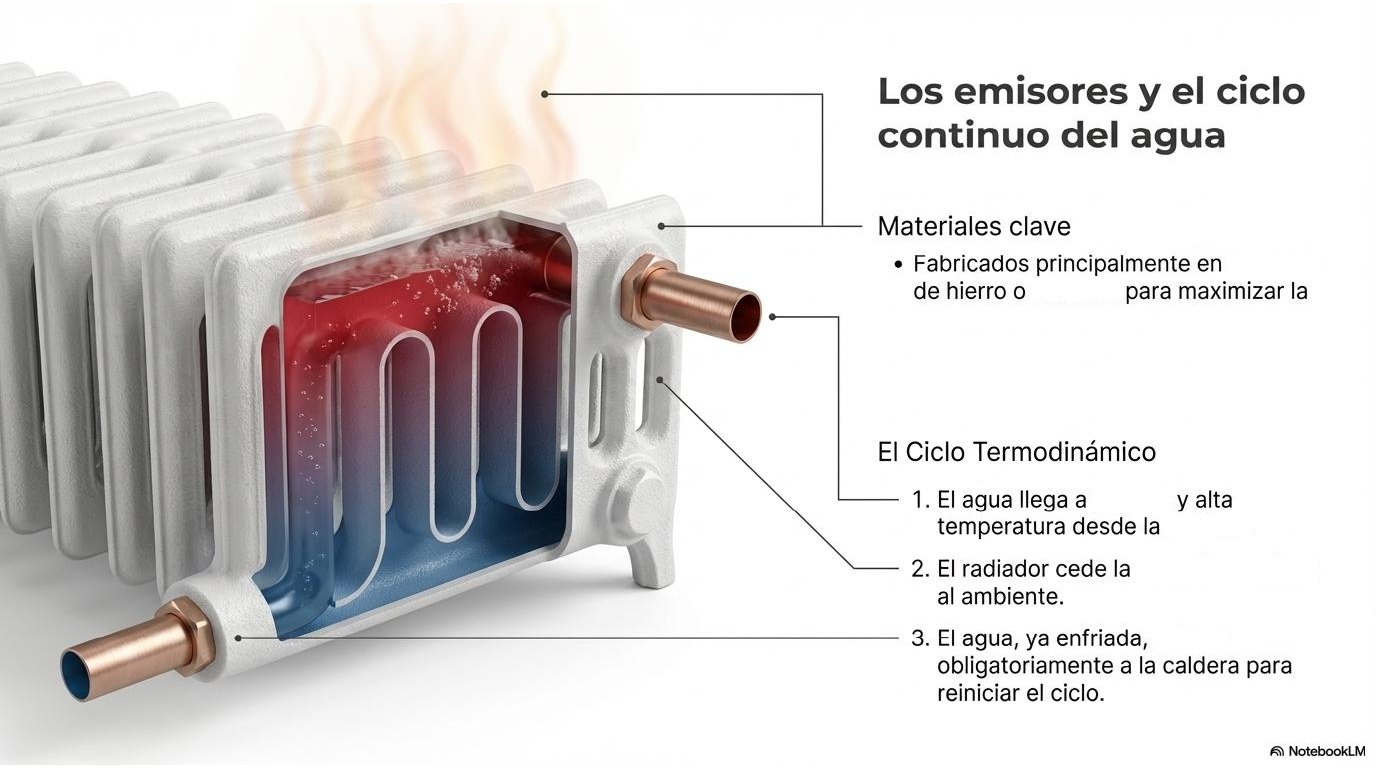 Los emisores y el ciclo
continuo del agua
Materiales clave
• Fabricados principalmente en
de hierro o para maximizar la
El Ciclo Termodinámico
1. El agua llega a y alta
temperatura desde la
2. El radiador cede la
al ambiente.
3. El agua, ya enfriada,
obligatoriamente a la caldera para
reiniciar el ciclo.
NotebookLM